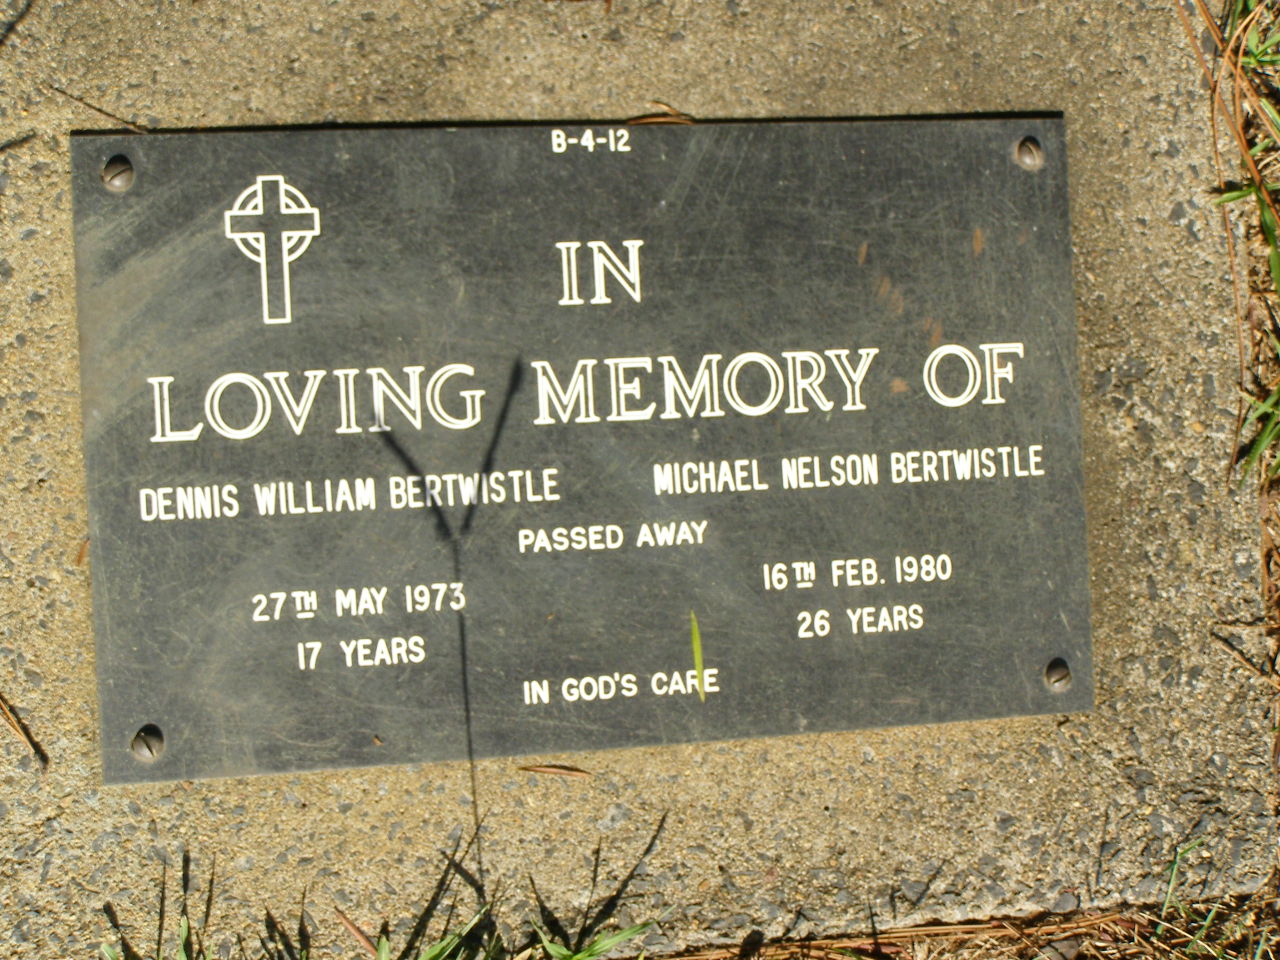 B-4-12
IN
LOVING MEMORY OF
DENNIS WILLIAM BERTWISTLE
MICHAEL NELSON BERTWISTLE
PASSED AWAY
27TH MAY 1973
16TH FEB. 1980
17 YEARS
26 YEARS
IN GOD'S CARE